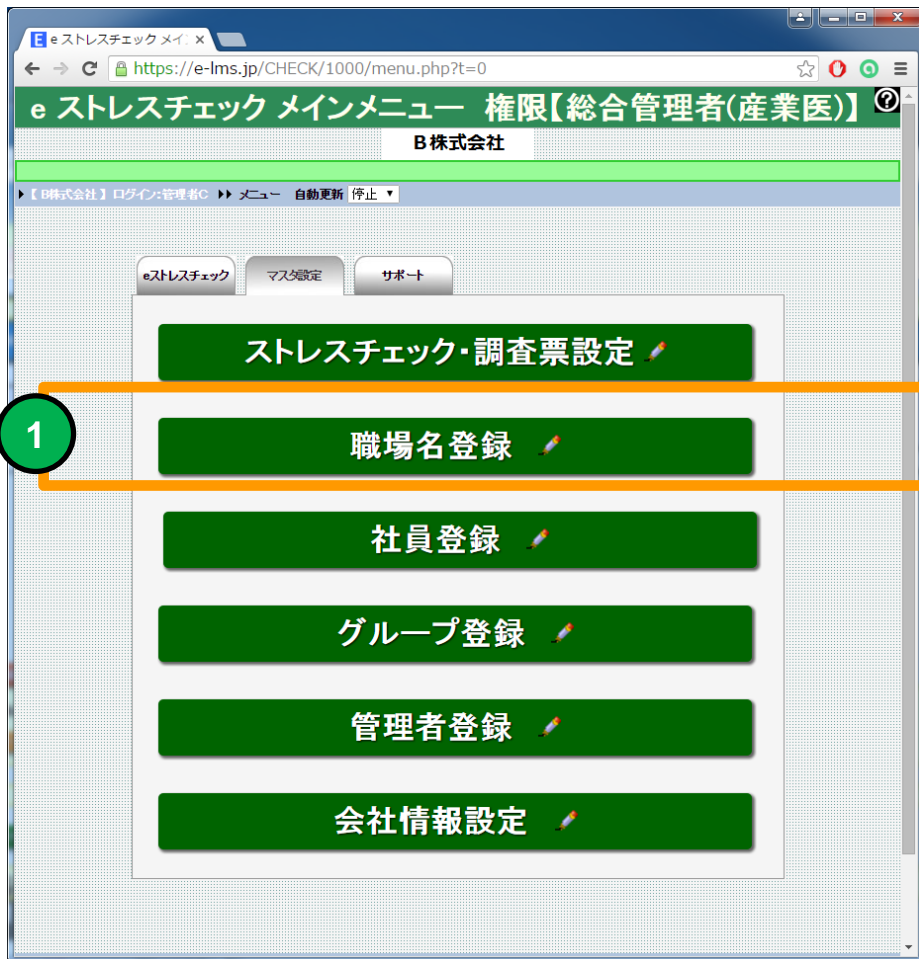 e ストレスチェック メイン
https://e-lms.jp/CHECK/1000/menu.php?t=0
e ストレスチェック メインメニュー 権限【総合管理者(産業医)】
B株式会社
【 B株式会社 】 ログイン:管理者C メニュー 自動更新 停止
eストレスチェック マスタ設定 サポート
ストレスチェック・調査票設定
1
職場名登録
社員登録
グループ登録
管理者登録
会社情報設定